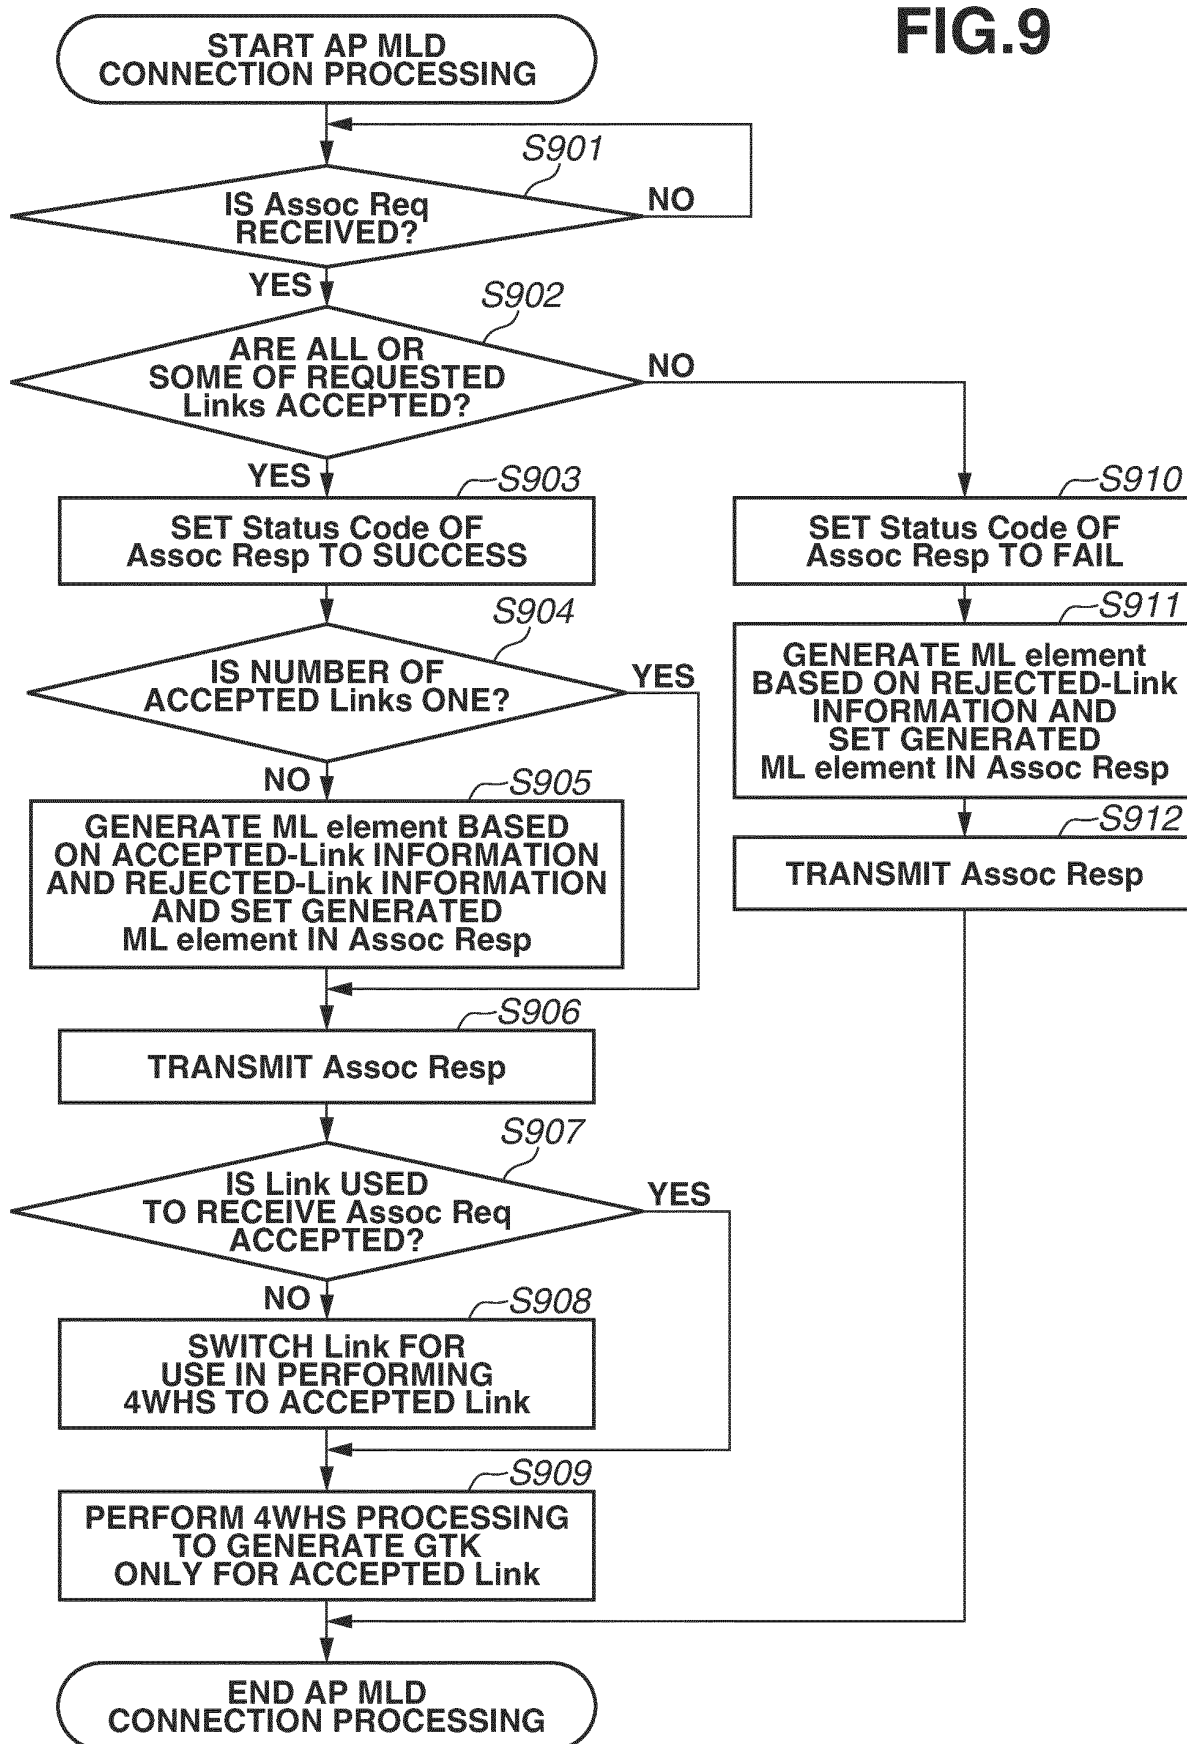 FIG.9
START AP MLD
CONNECTION PROCESSING
S901
IS Assoc Req
RECEIVED?
NO
YES
S902
ARE ALL OR
SOME OF REQUESTED
Links ACCEPTED?
NO
YES
S903
SET Status Code OF
Assoc Resp TO SUCCESS
S910
SET Status Code OF
Assoc Resp TO FAIL
S904
IS NUMBER OF
ACCEPTED Links ONE?
YES
NO
S911
GENERATE ML element
BASED ON REJECTED-Link
INFORMATION AND
SET GENERATED
ML element IN Assoc Resp
S905
GENERATE ML element BASED
ON ACCEPTED-Link INFORMATION
AND REJECTED-Link INFORMATION
AND SET GENERATED
ML element IN Assoc Resp
S912
TRANSMIT Assoc Resp
S906
TRANSMIT Assoc Resp
S907
IS Link USED
TO RECEIVE Assoc Req
ACCEPTED?
YES
NO
S908
SWITCH Link FOR
USE IN PERFORMING
4WHS TO ACCEPTED Link
S909
PERFORM 4WHS PROCESSING
TO GENERATE GTK
ONLY FOR ACCEPTED Link
END AP MLD
CONNECTION PROCESSING